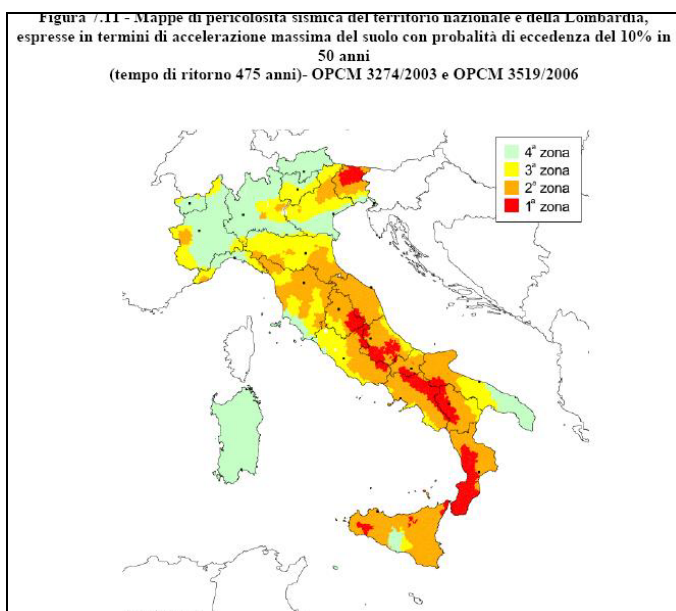 Figura 7.11 - Mappe di pericolosità sismica del territorio nazionale e della Lombardia,
espresse in termini di accelerazione massima del suolo con probalità di eccedenza del 10% in
50 anni
(tempo di ritorno 475 anni)- OPCM 3274/2003 e OPCM 3519/2006
4ª zona
3ª zona
2ª zona
1ª zona